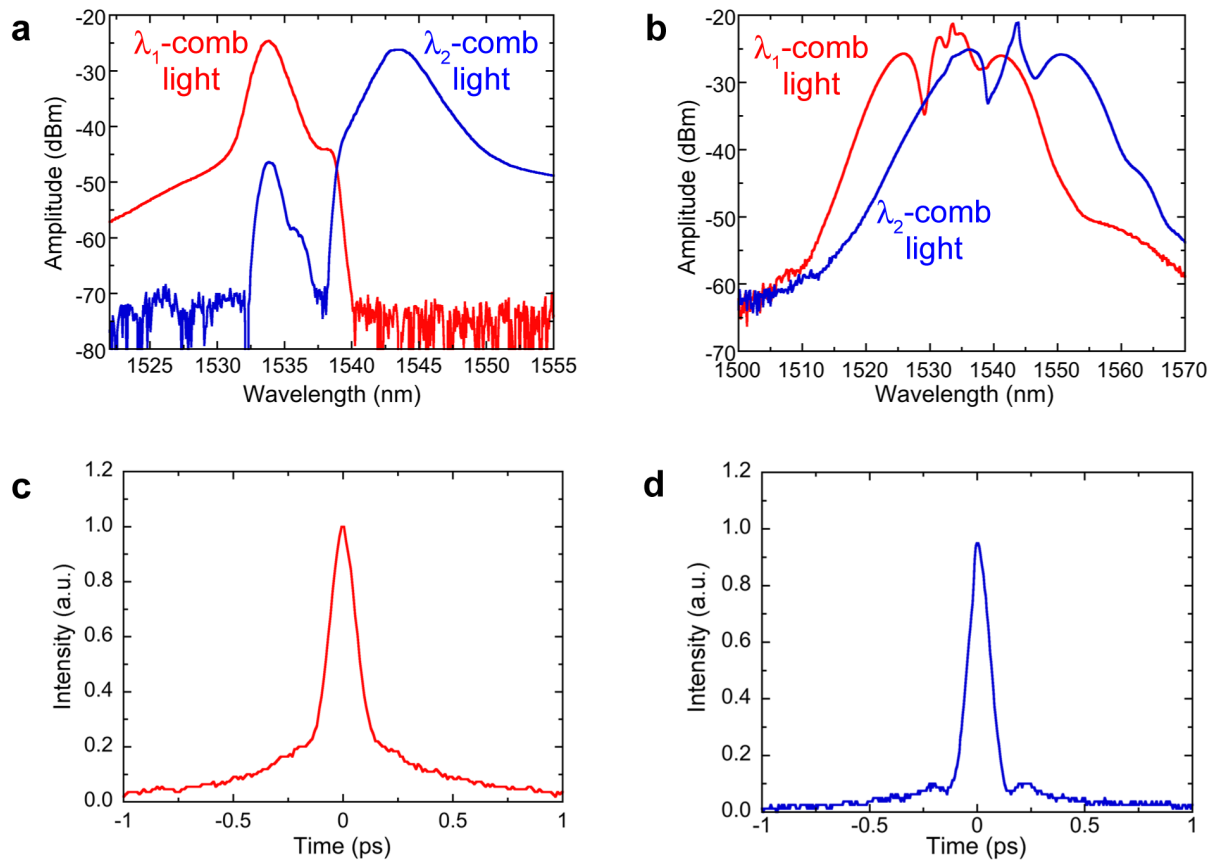 a
λ1-comb
light
λ2-comb
light
-20
-30
-40
-50
-60
-70
-80
Amplitude (dBm)
1525 1530 1535 1540 1545 1550 1555
Wavelength (nm)
b
λ1-comb
light
λ2-comb
light
-20
-30
-40
-50
-60
-70
Amplitude (dBm)
1500 1510 1520 1530 1540 1550 1560 1570
Wavelength (nm)
c
1.2
1.0
0.8
0.6
0.4
0.2
0.0
Intensity (a.u.)
-1 -0.5 0 0.5 1
Time (ps)
d
1.2
1.0
0.8
0.6
0.4
0.2
0.0
Intensity (a.u.)
-1 -0.5 0 0.5 1
Time (ps)